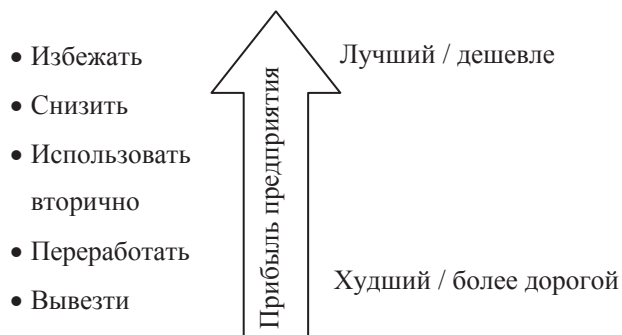 • Избежать
• Снизить
• Использовать
вторично
• Переработать
• Вывезти
Прибыль предприятия
Лучший / дешевле
Худший / более дорогой